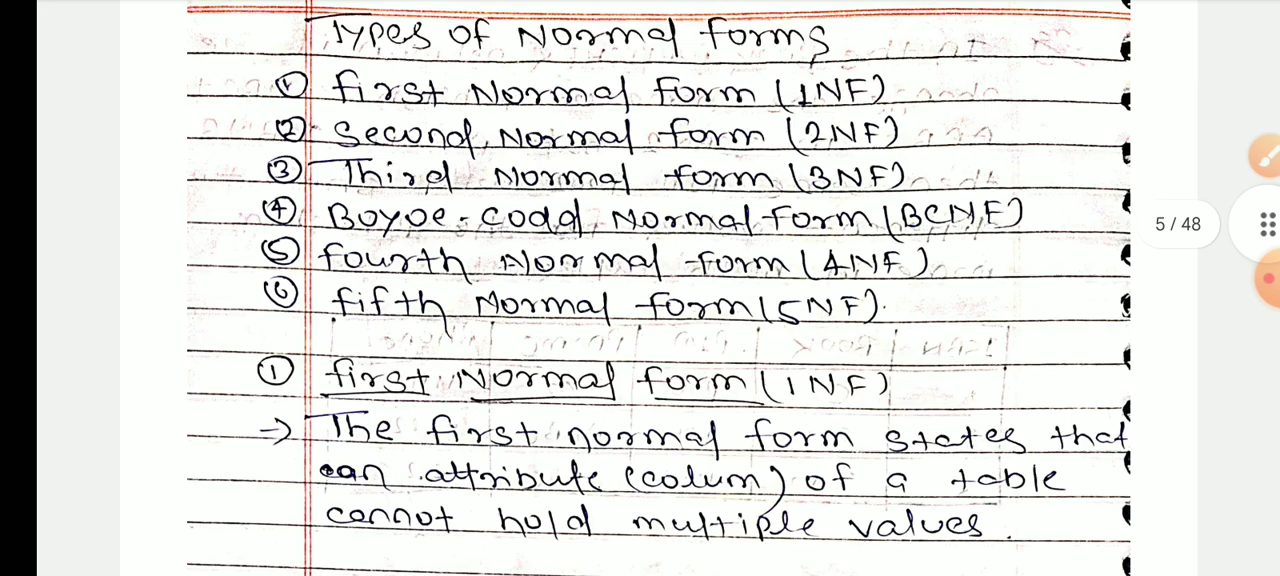 Types of Normal forms
① first Normal form (1NF)
② Second Normal form (2NF)
③ Third Normal form (3NF)
④ Boyce-Codd Normal Form (BCNF)
⑤ fourth Normal form (4NF)
⑥ fifth Normal form (5NF).
① first Normal form (1NF)
→ The first normal form states that
an attribute (colum) of a table
cannot hold multiple values.
5 / 48